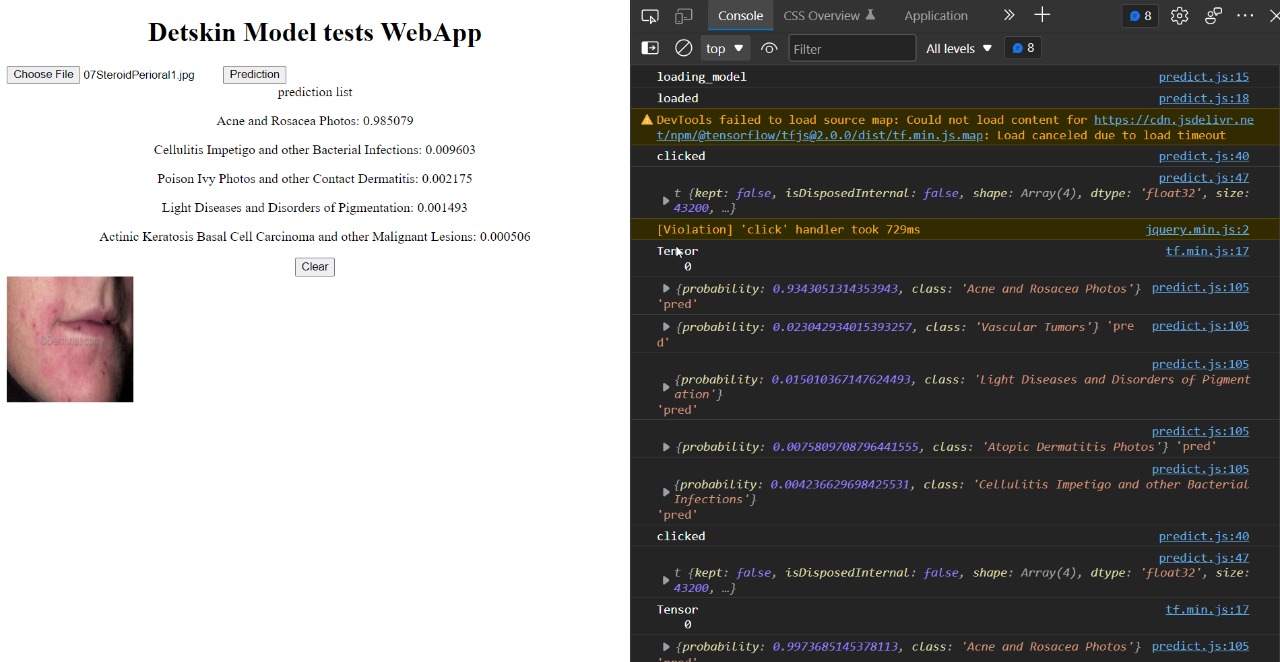 Detskin Model tests WebApp
Choose File 07SteroidPerioral1.jpg Prediction
prediction list
Acne and Rosacea Photos: 0.985079
Cellulitis Impetigo and other Bacterial Infections: 0.009603
Poison Ivy Photos and other Contact Dermatitis: 0.002175
Light Diseases and Disorders of Pigmentation: 0.001493
Actinic Keratosis Basal Cell Carcinoma and other Malignant Lesions: 0.000506
Clear
Console CSS Overview Application 8
top Filter All levels 8
loading_model predict.js:15
loaded predict.js:18
DevTools failed to load source map: Could not load content for https://cdn.jsdelivr.ne
t/npm/@tensorflow/tfjs@2.0.0/dist/tf.min.js.map: Load canceled due to load timeout
clicked predict.js:40
predict.js:47
t {kept: false, isDisposedInternal: false, shape: Array(4), dtype: 'float32', size:
43200, …}
[Violation] 'click' handler took 729ms jquery.min.js:2
Tensor tf.min.js:17
0
{probability: 0.9343051314353943, class: 'Acne and Rosacea Photos'} predict.js:105
'pred'
{probability: 0.023042934015393257, class: 'Vascular Tumors'} 'pre predict.js:105
d'
predict.js:105
{probability: 0.015010367147624493, class: 'Light Diseases and Disorders of Pigment
ation'}
'pred'
predict.js:105
{probability: 0.0075809708796441555, class: 'Atopic Dermatitis Photos'} 'pred'
predict.js:105
{probability: 0.004236629698425531, class: 'Cellulitis Impetigo and other Bacterial
Infections'}
'pred'
clicked predict.js:40
predict.js:47
t {kept: false, isDisposedInternal: false, shape: Array(4), dtype: 'float32', size:
43200, …}
Tensor tf.min.js:17
0
{probability: 0.9973685145378113, class: 'Acne and Rosacea Photos'} predict.js:105
'pred'